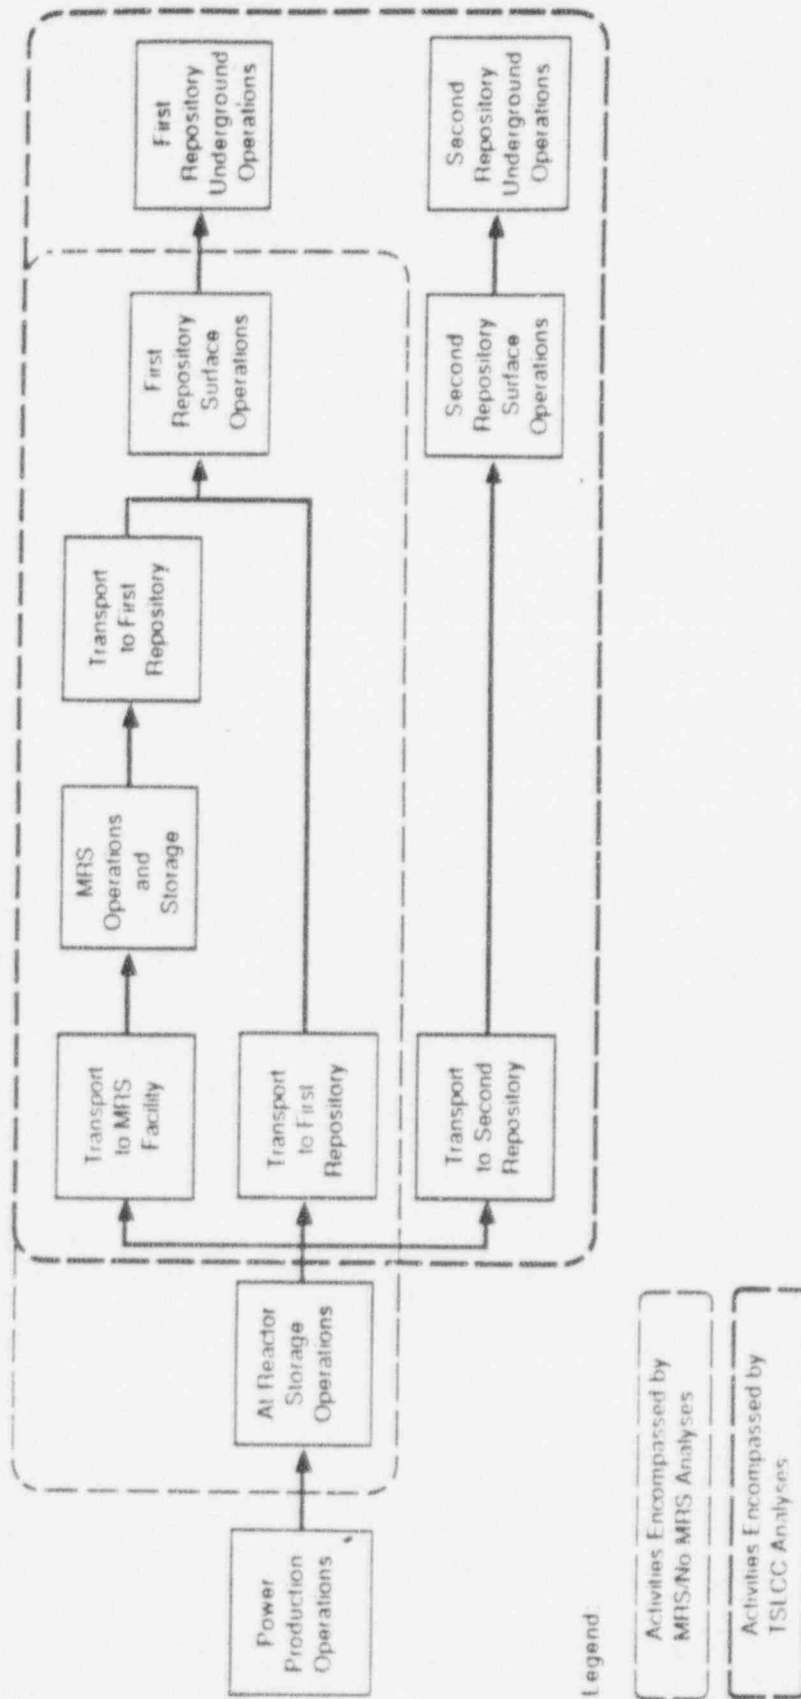 Power
Production
Operations
At Reactor
Storage
Operations
Transport
to MRS
Facility
MRS
Operations
and
Storage
Transport
to First
Repository
Transport
to First
Repository
First
Repository
Surface
Operations
First
Repository
Underground
Operations
Transport
to Second
Repository
Second
Repository
Surface
Operations
Second
Repository
Underground
Operations
Legend:
Activities Encompassed by
MRS/No MRS Analyses
Activities Encompassed by
TSLCC Analyses